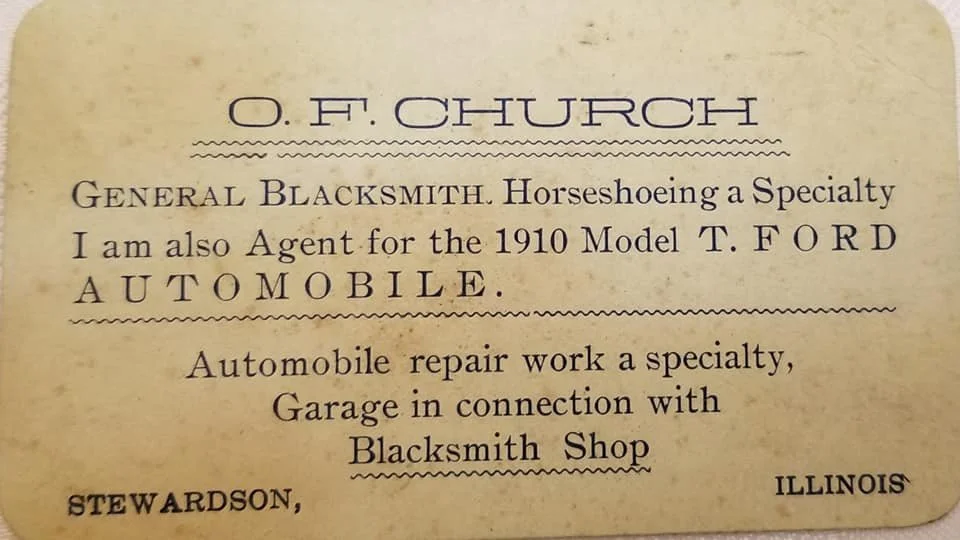 O. F. CHURCH
GENERAL BLACKSMITH. Horseshoeing a Specialty
I am also Agent for the 1910 Model T. FORD
AUTOMOBILE.
Automobile repair work a specialty,
Garage in connection with
Blacksmith Shop
STEWARDSON, ILLINOIS